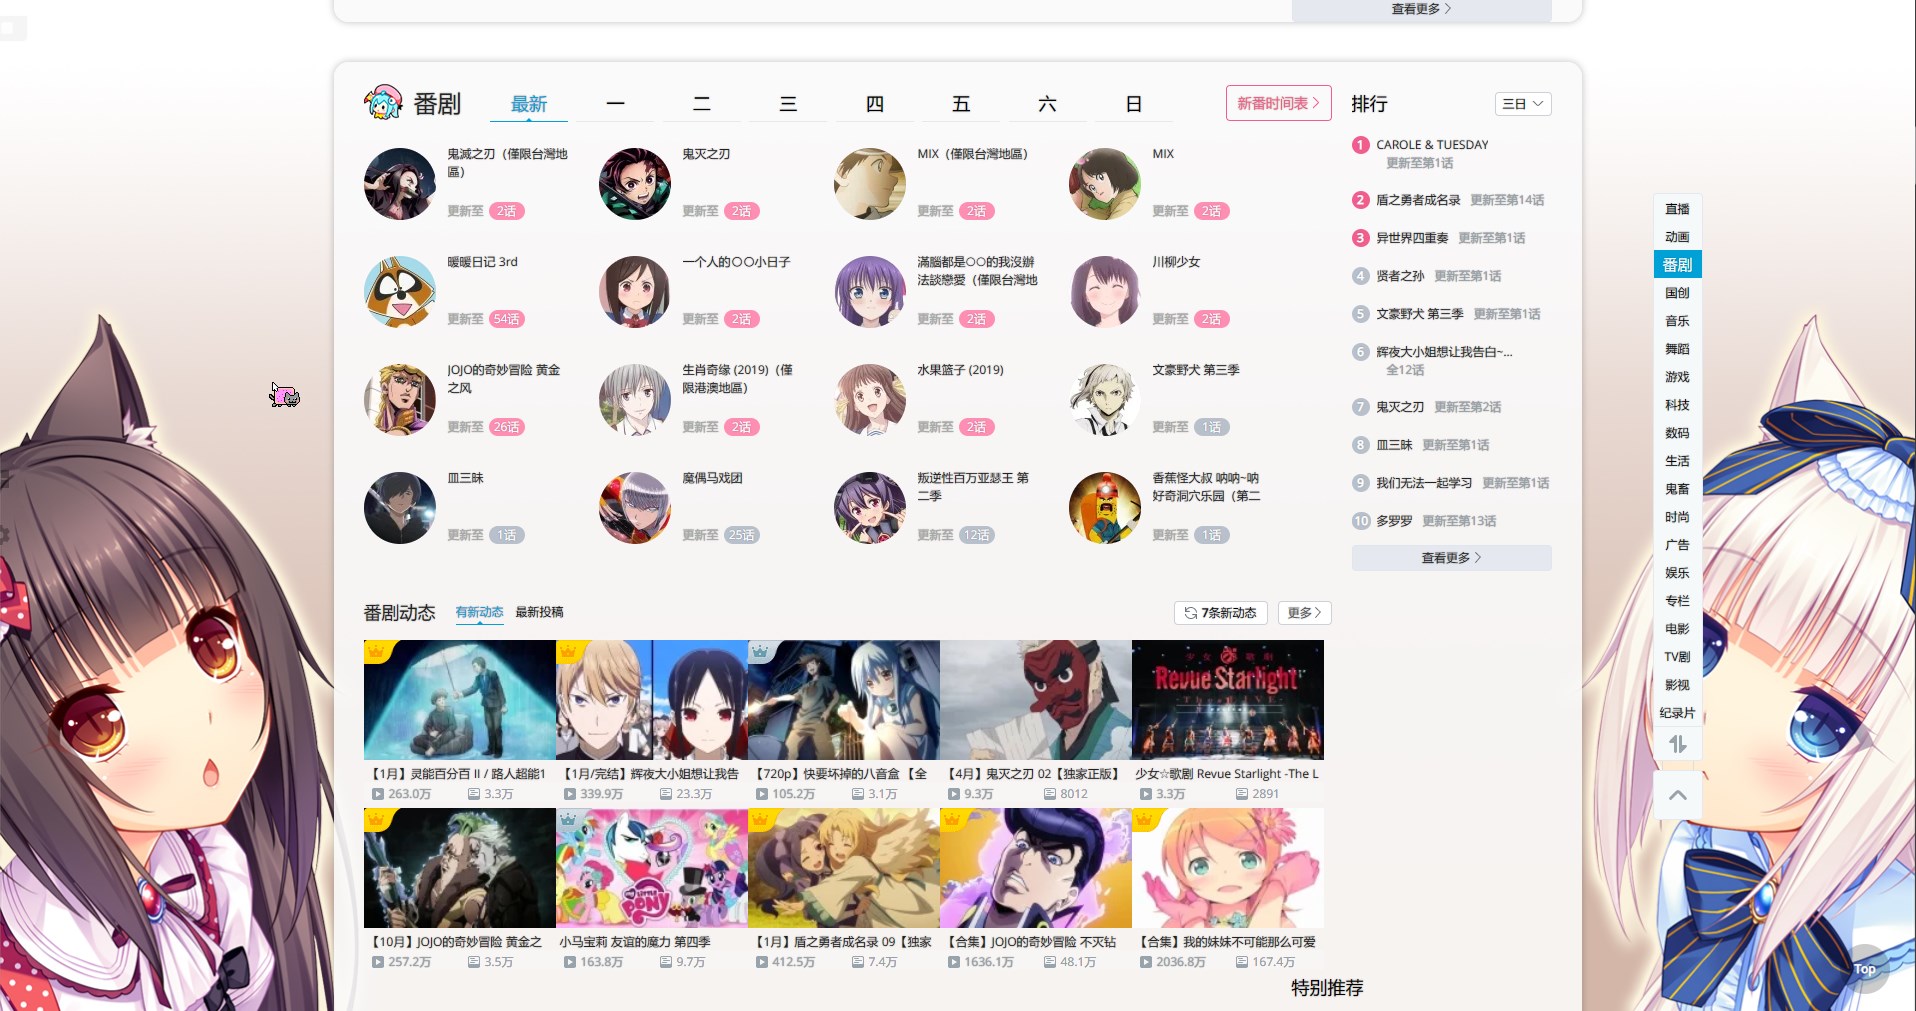 查看更多
番剧
最新 一 二 三 四 五 六 日
新番时间表
鬼滅之刃（僅限台灣地
區）
更新至 2话
鬼灭之刃
更新至 2话
MIX（僅限台灣地區）
更新至 2话
MIX
更新至 2话
暖暖日记 3rd
更新至 54话
一个人的〇〇小日子
更新至 2话
滿腦都是○○的我沒辦
法談戀愛（僅限台灣地
更新至 2话
川柳少女
更新至 2话
JOJO的奇妙冒险 黄金
之风
更新至 26话
生肖奇缘 (2019)（僅
限港澳地區）
更新至 2话
水果篮子 (2019)
更新至 2话
文豪野犬 第三季
更新至 1话
皿三昧
更新至 1话
魔偶马戏团
更新至 25话
叛逆性百万亚瑟王 第
二季
更新至 12话
香蕉怪大叔 呐呐~呐
好奇洞穴乐园（第二
更新至 1话
排行
三日
1 CAROLE & TUESDAY
更新至第1话
2 盾之勇者成名录 更新至第14话
3 异世界四重奏 更新至第1话
4 贤者之孙 更新至第1话
5 文豪野犬 第三季 更新至第1话
6 辉夜大小姐想让我告白~...
全12话
7 鬼灭之刃 更新至第2话
8 皿三昧 更新至第1话
9 我们无法一起学习 更新至第1话
10 多罗罗 更新至第13话
查看更多
番剧动态 有新动态 最新投稿
7条新动态 更多
Revue Starlight
【1月】灵能百分百 II / 路人超能1
263.0万 3.3万
【1月/完结】辉夜大小姐想让我告
339.9万 23.3万
【720p】快要坏掉的八音盒 【全
105.2万 3.1万
【4月】鬼灭之刃 02【独家正版】
9.3万 8012
少女☆歌剧 Revue Starlight -The L
3.3万 2891
my LITTLE PONY
【10月】JOJO的奇妙冒险 黄金之
257.2万 3.5万
小马宝莉 友谊的魔力 第四季
163.8万 9.7万
【1月】盾之勇者成名录 09【独家
412.5万 7.4万
【合集】JOJO的奇妙冒险 不灭钻
1636.1万 48.1万
【合集】我的妹妹不可能那么可爱
2036.8万 167.4万
特别推荐
直播
动画
番剧
国创
音乐
舞蹈
游戏
科技
数码
生活
鬼畜
时尚
广告
娱乐
专栏
电影
TV剧
影视
纪录片
Top